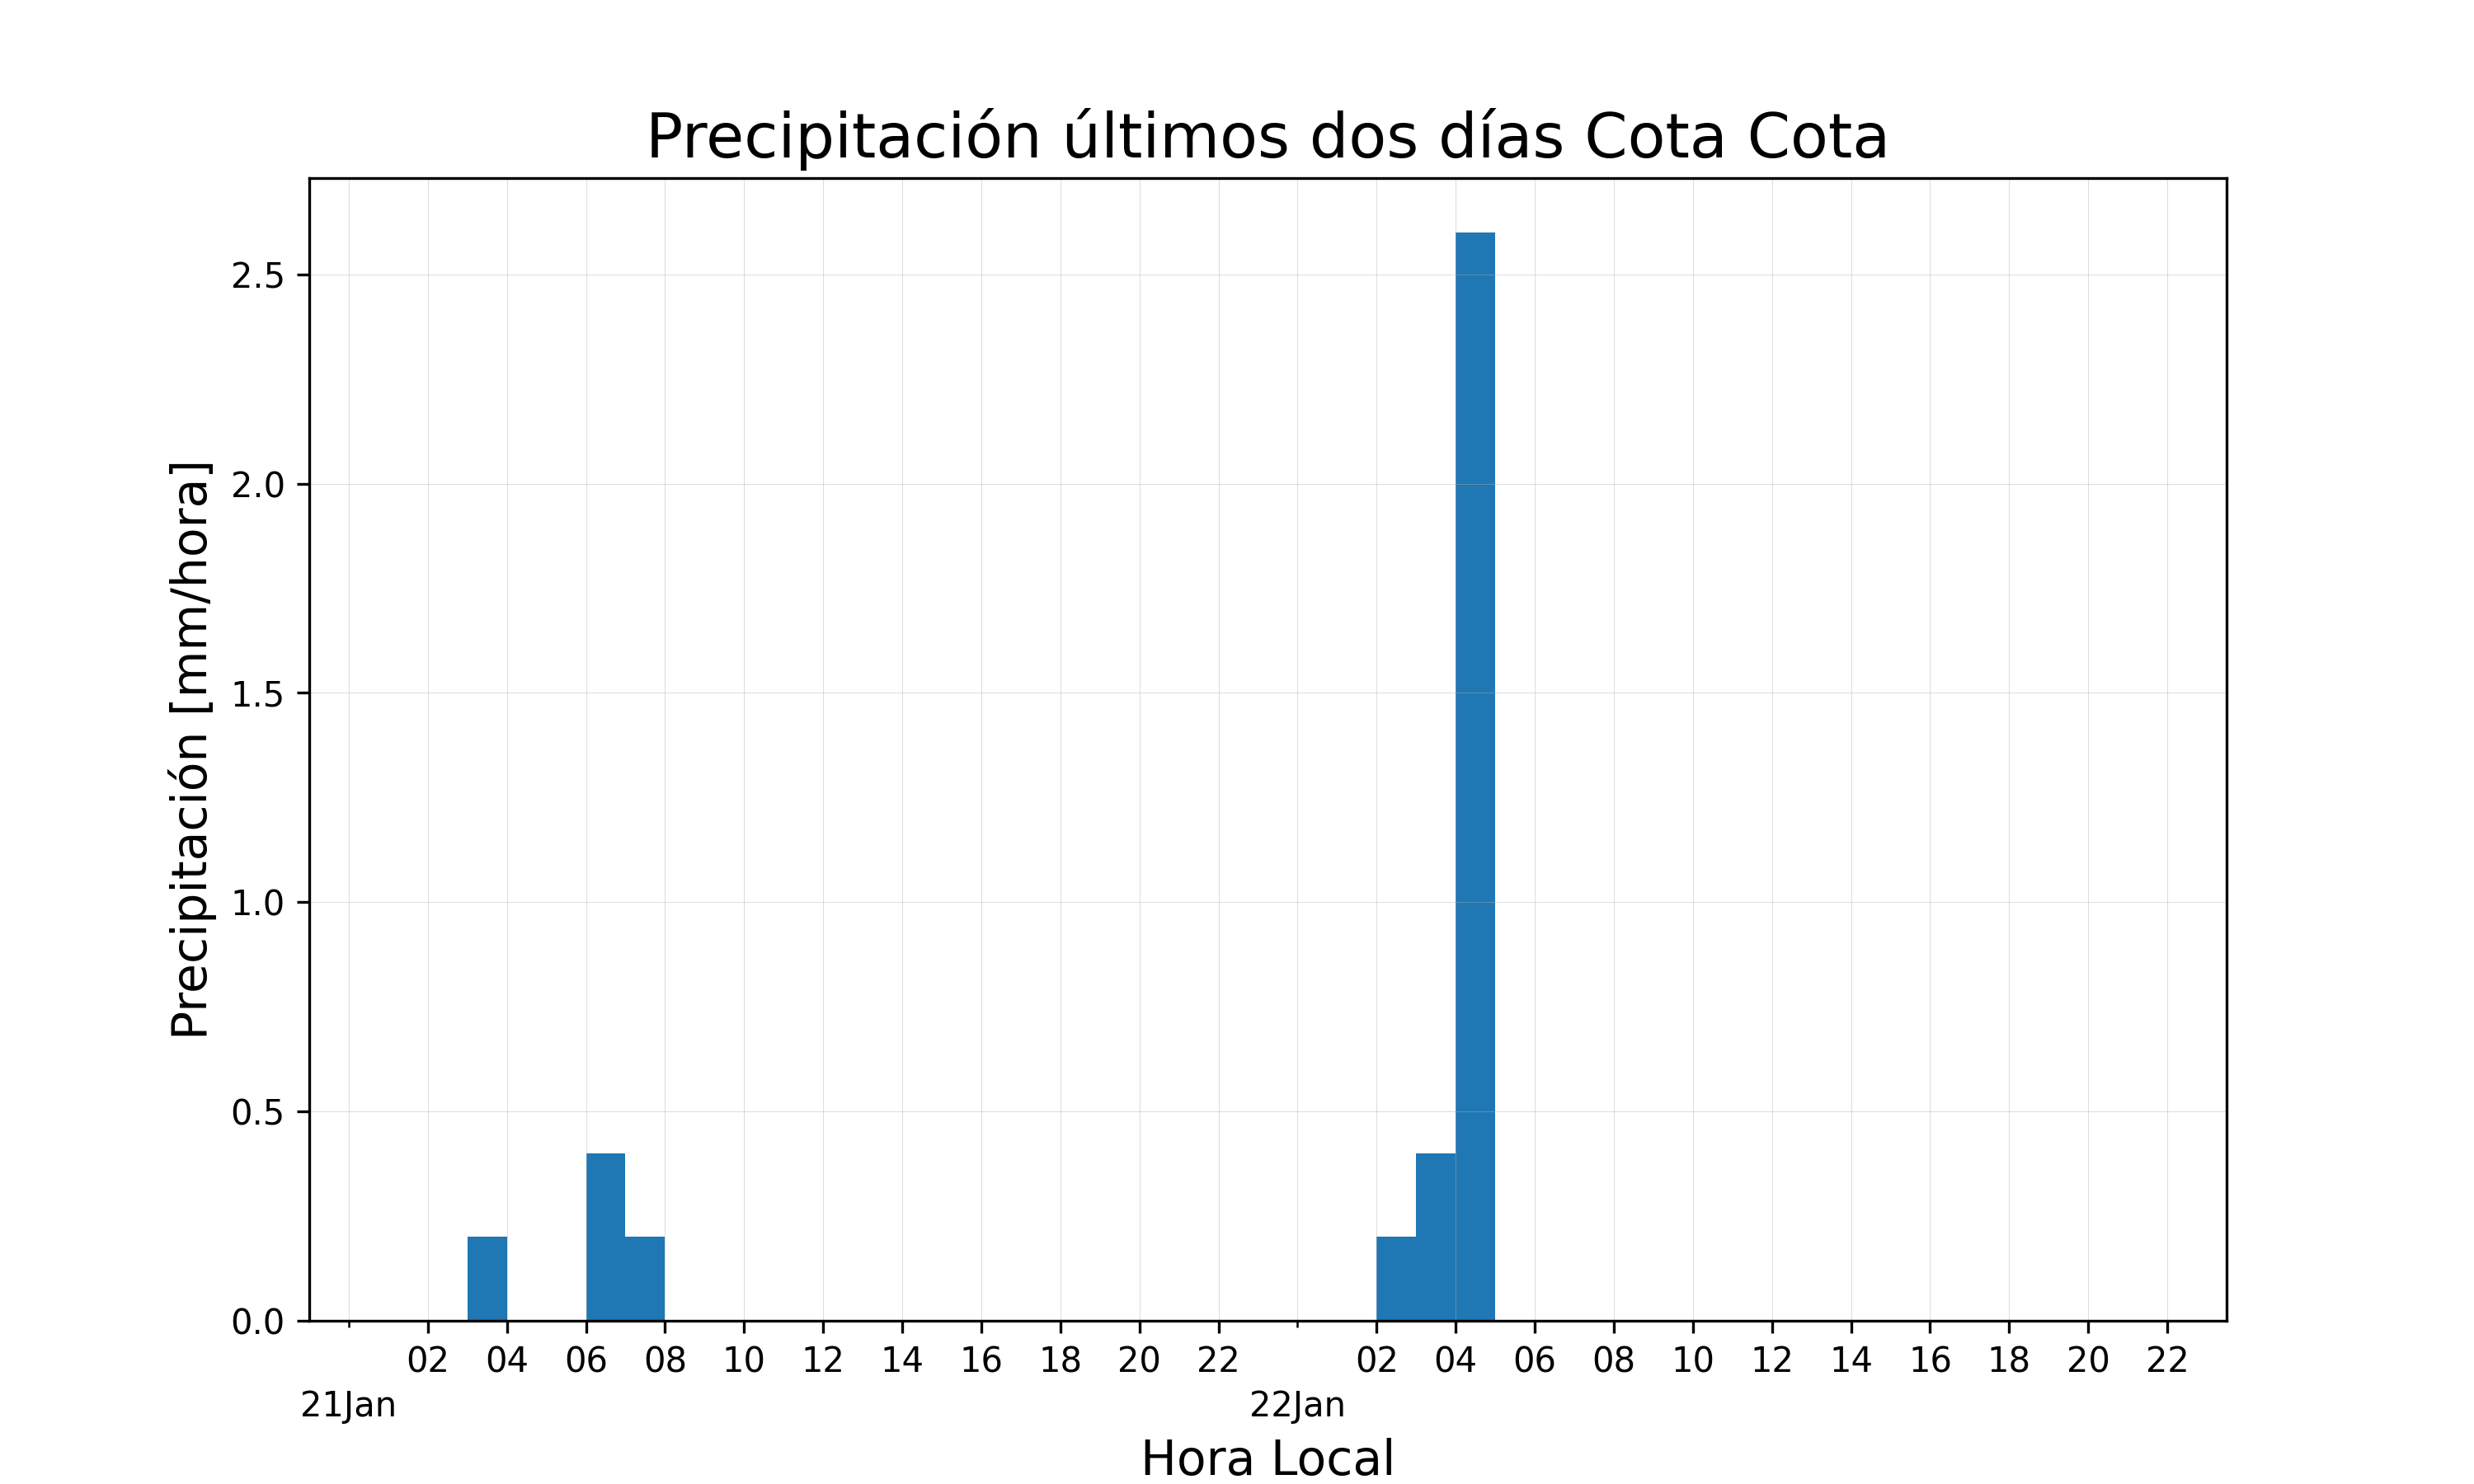 Precipitación últimos dos días Cota Cota
Precipitación [mm/hora]
2.5
2.0
1.5
1.0
0.5
0.0
02 04 06 08 10 12 14 16 18 20 22 02 04 06 08 10 12 14 16 18 20 22
21Jan 22Jan
Hora Local